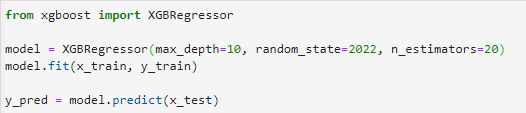 from xgboost import XGBRegressor
model = XGBRegressor(max_depth=10, random_state=2022, n_estimators=20)
model.fit(x_train, y_train)
y_pred = model.predict(x_test)